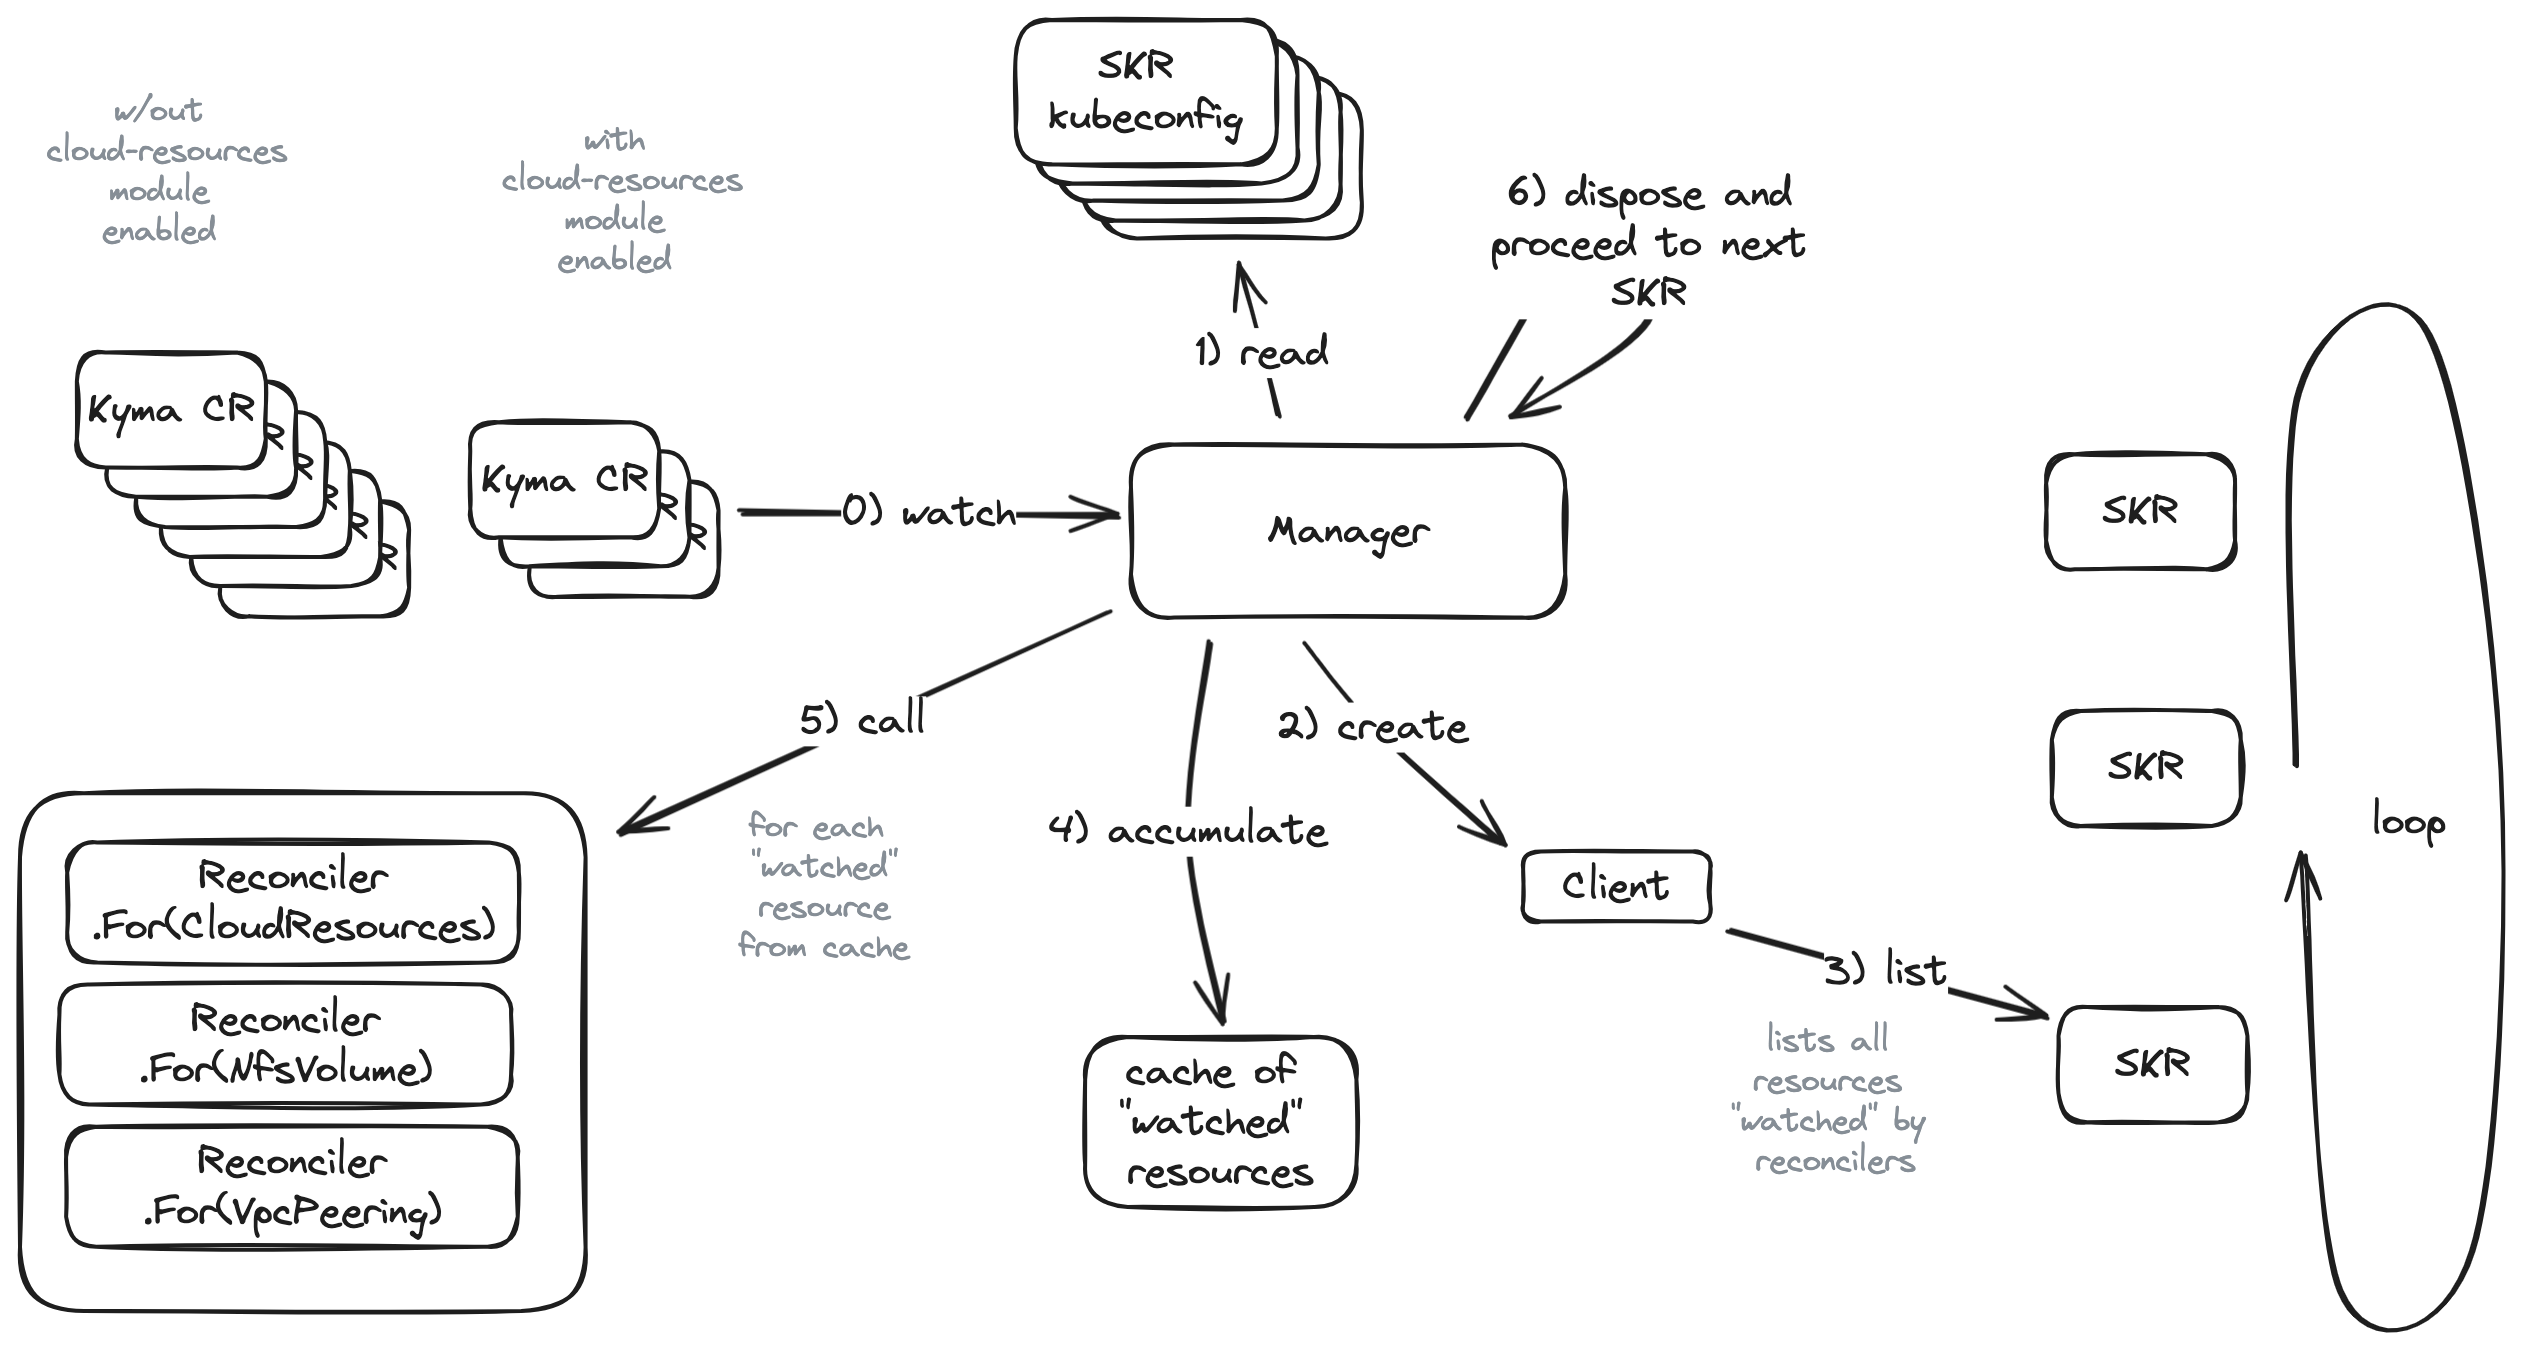 SKR
kubeconfig
w/out
cloud-resources
module
enabled
with
cloud-resources
module
enabled
6) dispose and
proceed to next
SKR
1) read
Kyma CR
R
R
R
R
R
Kyma CR
R
R
0) watch
Manager
SKR
5) call
2) create
SKR
loop
for each
"watched"
resource
from cache
4) accumulate
Client
Reconciler
.For(CloudResources)
3) list
Reconciler
.For(NfsVolume)
lists all
resources
"watched" by
reconcilers
SKR
cache of
"watched"
resources
Reconciler
.For(VpcPeering)